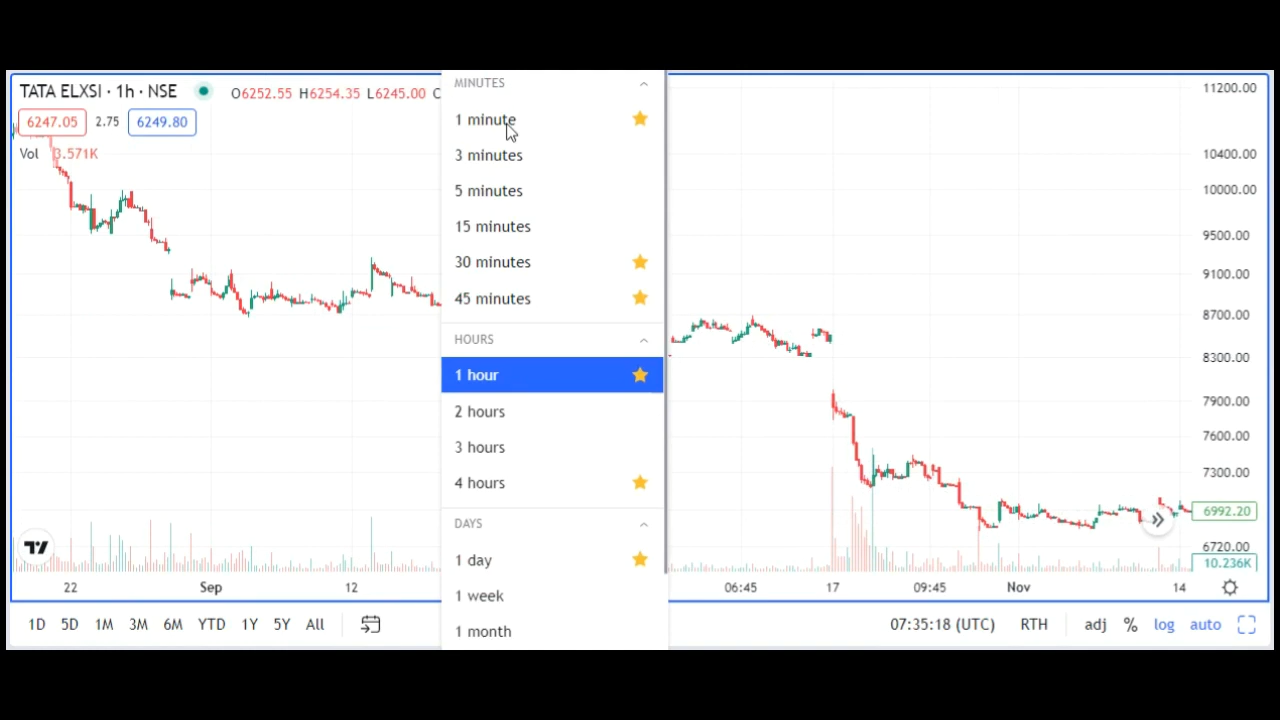 TATA ELXSI · 1h · NSE
O6252.55 H6254.35 L6245.00 C
6247.05 2.75 6249.80
Vol 3.571K
MINUTES
1 minute
3 minutes
5 minutes
15 minutes
30 minutes
45 minutes
HOURS
1 hour
2 hours
3 hours
4 hours
DAYS
1 day
1 week
1 month
11200.00
10400.00
10000.00
9500.00
9100.00
8700.00
8300.00
7900.00
7600.00
7300.00
6992.20
6720.00
10.236K
22 Sep 12 06:45 17 09:45 Nov 14
1D 5D 1M 3M 6M YTD 1Y 5Y All
07:35:18 (UTC) RTH adj % log auto